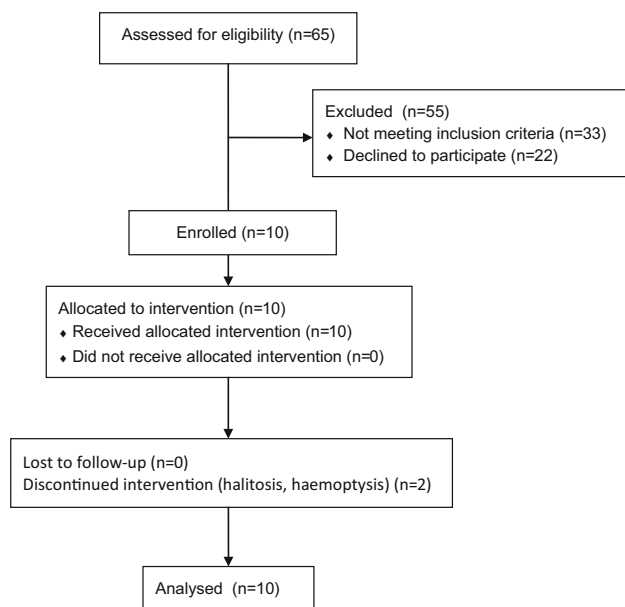 Assessed for eligibility (n=65)
Excluded (n=55)
♦ Not meeting inclusion criteria (n=33)
♦ Declined to participate (n=22)
Enrolled (n=10)
Allocated to intervention (n=10)
♦ Received allocated intervention (n=10)
♦ Did not receive allocated intervention (n=0)
Lost to follow-up (n=0)
Discontinued intervention (halitosis, haemoptysis) (n=2)
Analysed (n=10)